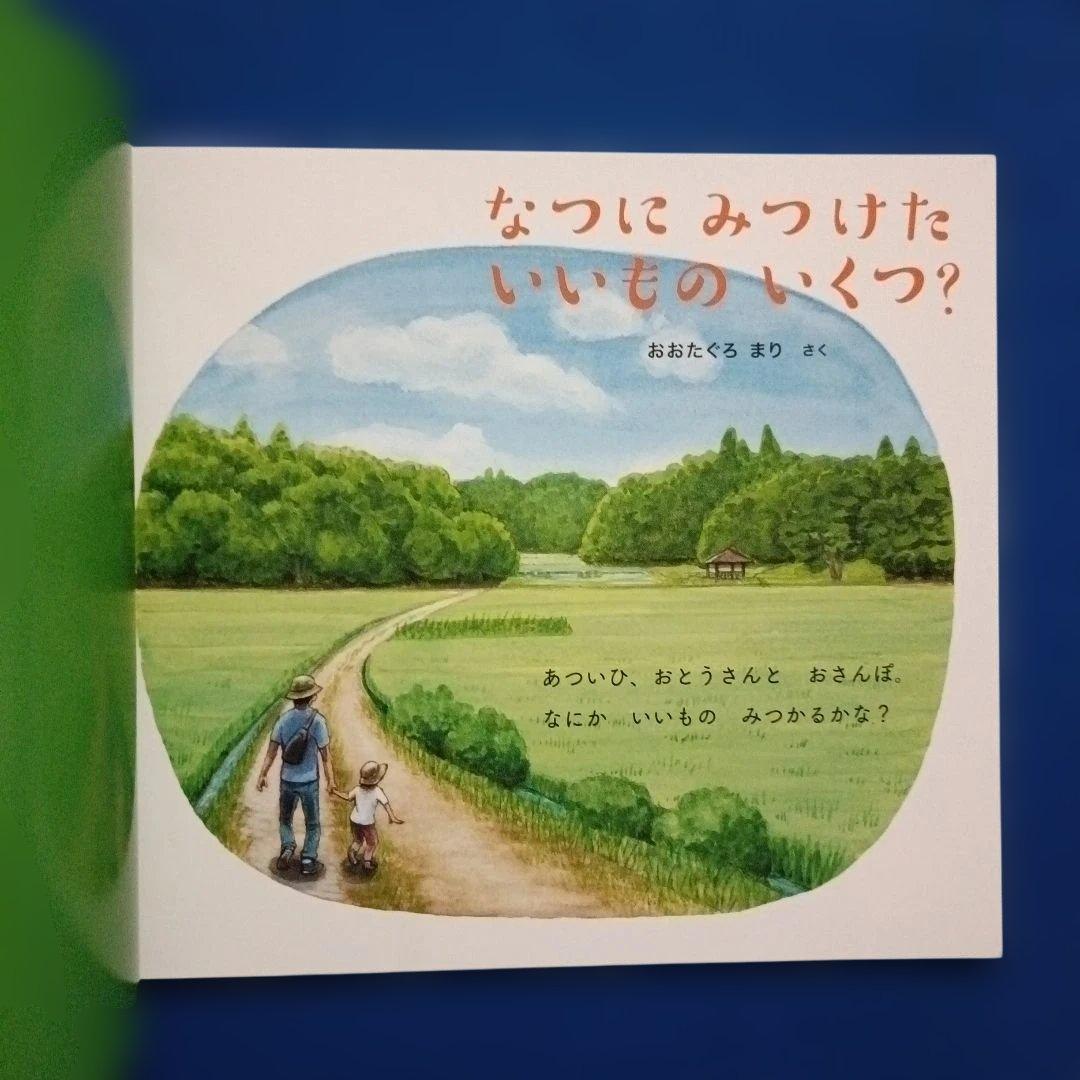 なつに みつけた
いいもの いくつ?
おおたぐろ まり さく
あついひ、おとうさんと おさんぽ。
なにか いいもの みつかるかな?